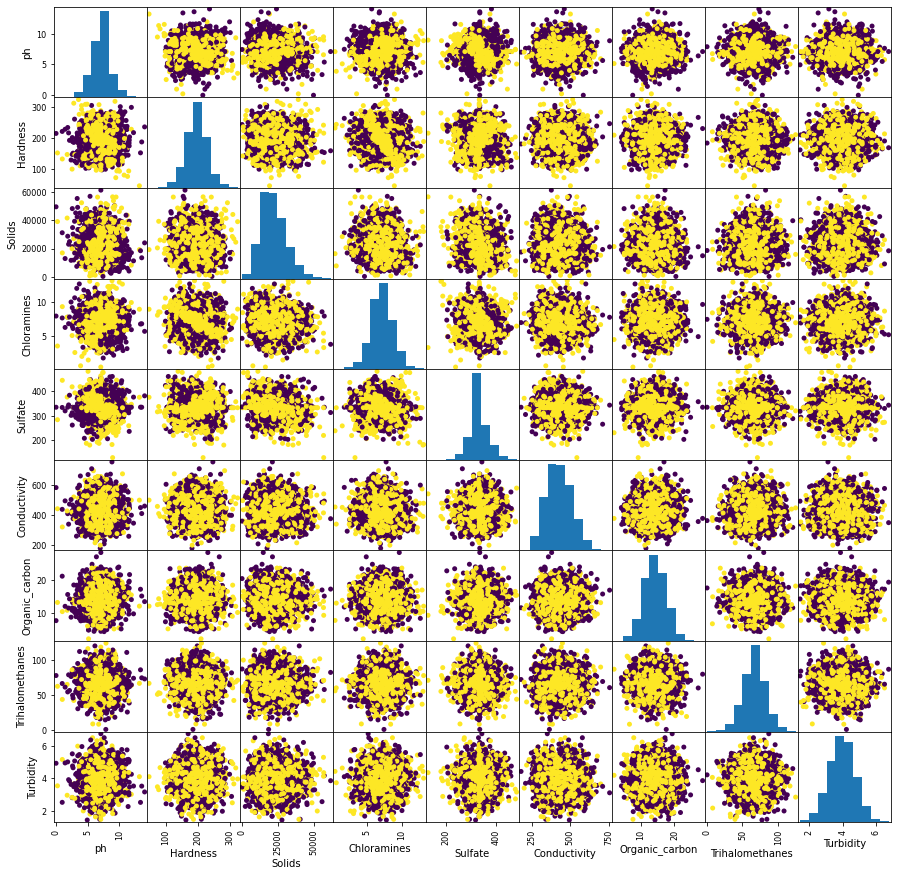 ph
10
5
0
Hardness
300
200
100
Solids
60000
40000
20000
0
Chloramines
10
5
Sulfate
400
300
200
Conductivity
600
400
200
Organic_carbon
20
10
Trihalomethanes
100
50
0
Turbidity
6
4
2
0 5 10 100 200 300 0 25000 50000 5 10 200 400 250 500 750 10 20 0 50 100 2 4 6
ph Hardness Solids Chloramines Sulfate Conductivity Organic_carbon Trihalomethanes Turbidity